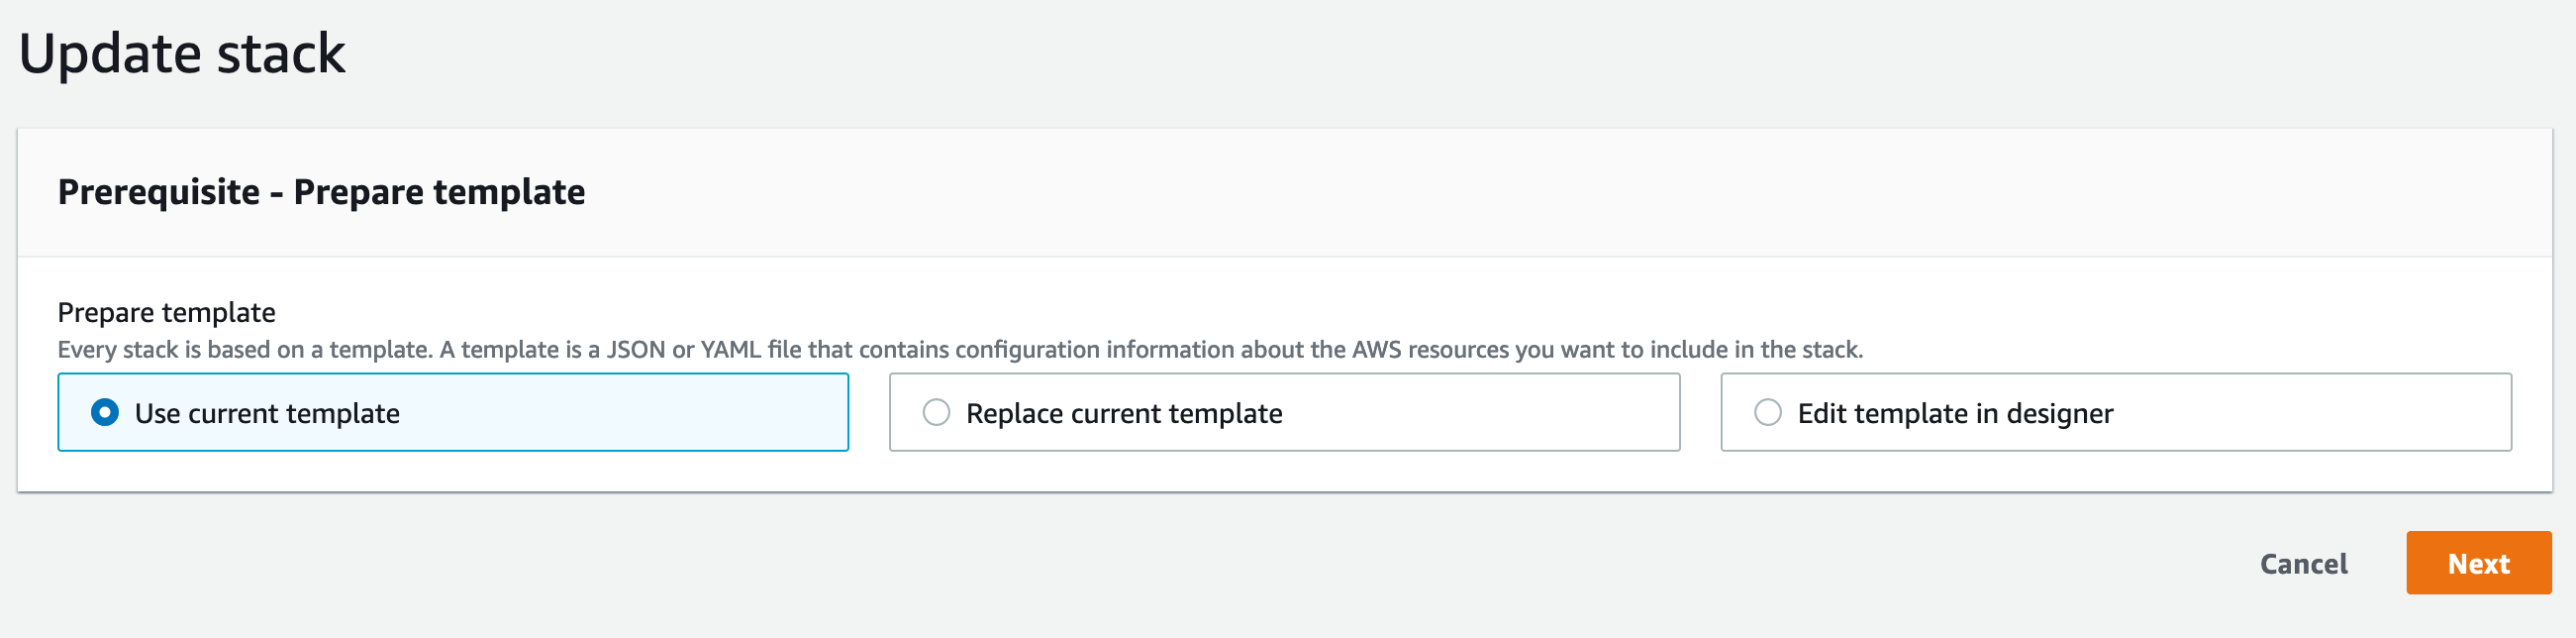 Update stack
Prerequisite - Prepare template
Prepare template
Every stack is based on a template. A template is a JSON or YAML file that contains configuration information about the AWS resources you want to include in the stack.
Use current template
Replace current template
Edit template in designer
Cancel
Next